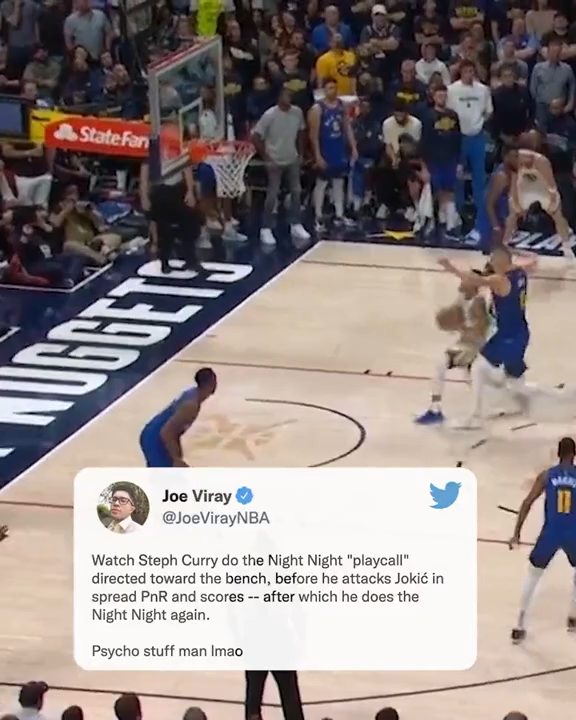 StateFar
NUGGETS
11
Joe Viray
@JoeVirayNBA
Watch Steph Curry do the Night Night "playcall"
directed toward the bench, before he attacks Jokić in
spread PnR and scores -- after which he does the
Night Night again.
Psycho stuff man lmao